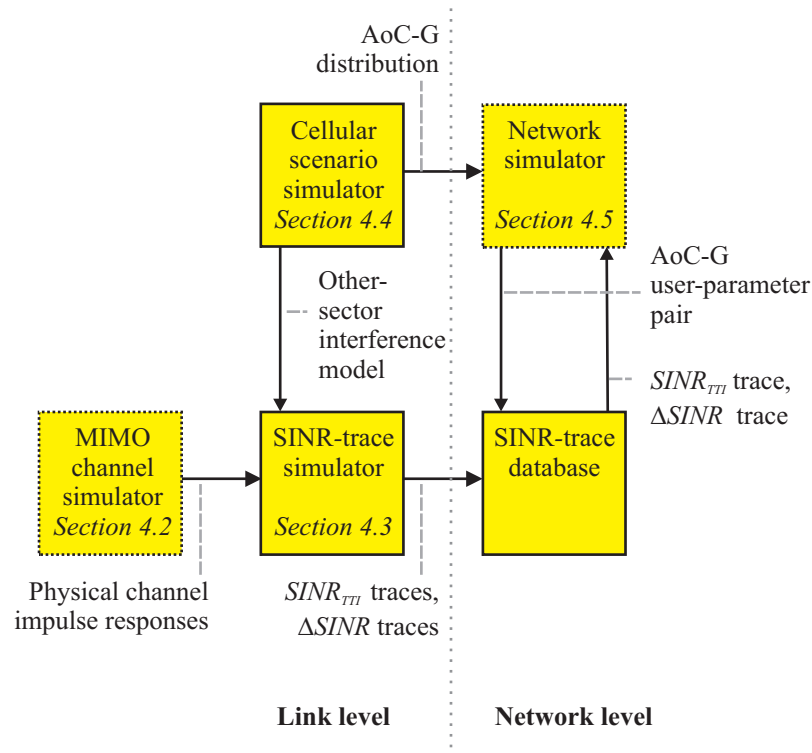 AoC-G
distribution
Cellular
scenario
simulator
Section 4.4
Network
simulator
Section 4.5
Other-
sector
interference
model
AoC-G
user-parameter
pair
SINR_TTI trace,
ΔSINR trace
MIMO
channel
simulator
Section 4.2
SINR-trace
simulator
Section 4.3
SINR-trace
database
Physical channel
impulse responses
SINR_TTI traces,
ΔSINR traces
Link level
Network level